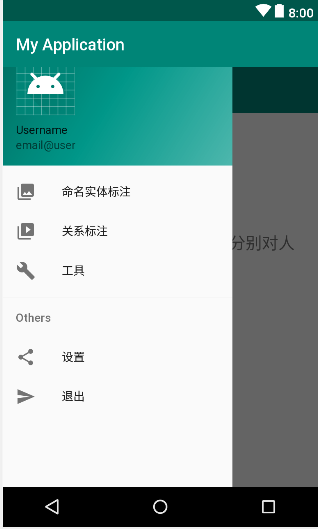 8:00
My Application
Username
email@user
命名实体标注
分别对人
关系标注
工具
Others
设置
退出